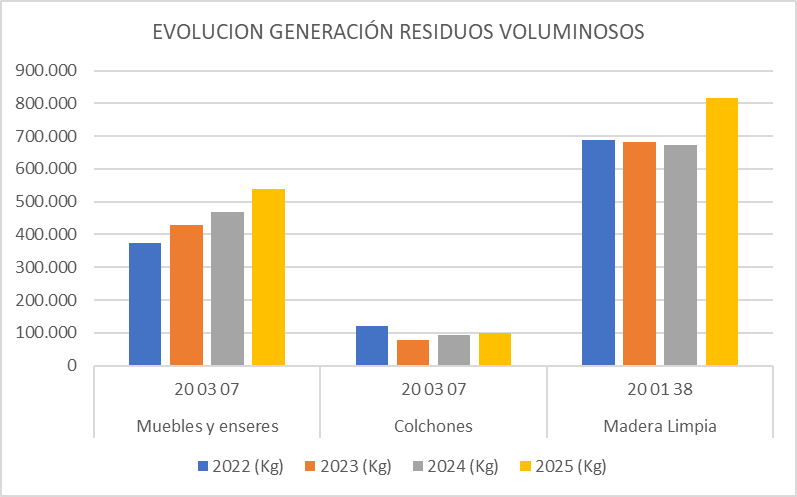 EVOLUCION GENERACIÓN RESIDUOS VOLUMINOSOS
900.000
800.000
700.000
600.000
500.000
400.000
300.000
200.000
100.000
0
20 03 07 20 03 07 20 01 38
Muebles y enseres Colchones Madera Limpia
2022 (Kg) 2023 (Kg) 2024 (Kg) 2025 (Kg)